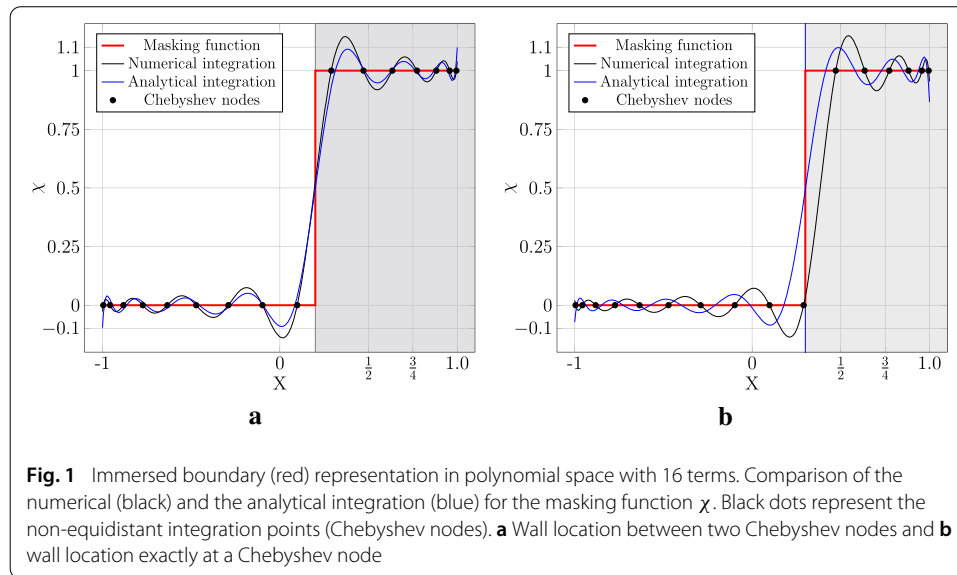 1.1
1
0.75
0.5
0.25
0
−0.1
χ
Masking function
Numerical integration
Analytical integration
Chebyshev nodes
-1
0
1/2
3/4
1.0
X
a
1.1
1
0.75
0.5
0.25
0
−0.1
χ
Masking function
Numerical integration
Analytical integration
Chebyshev nodes
-1
0
1/2
3/4
1.0
X
b
Fig. 1 Immersed boundary (red) representation in polynomial space with 16 terms. Comparison of the
numerical (black) and the analytical integration (blue) for the masking function χ. Black dots represent the
non-equidistant integration points (Chebyshev nodes). a Wall location between two Chebyshev nodes and b
wall location exactly at a Chebyshev node